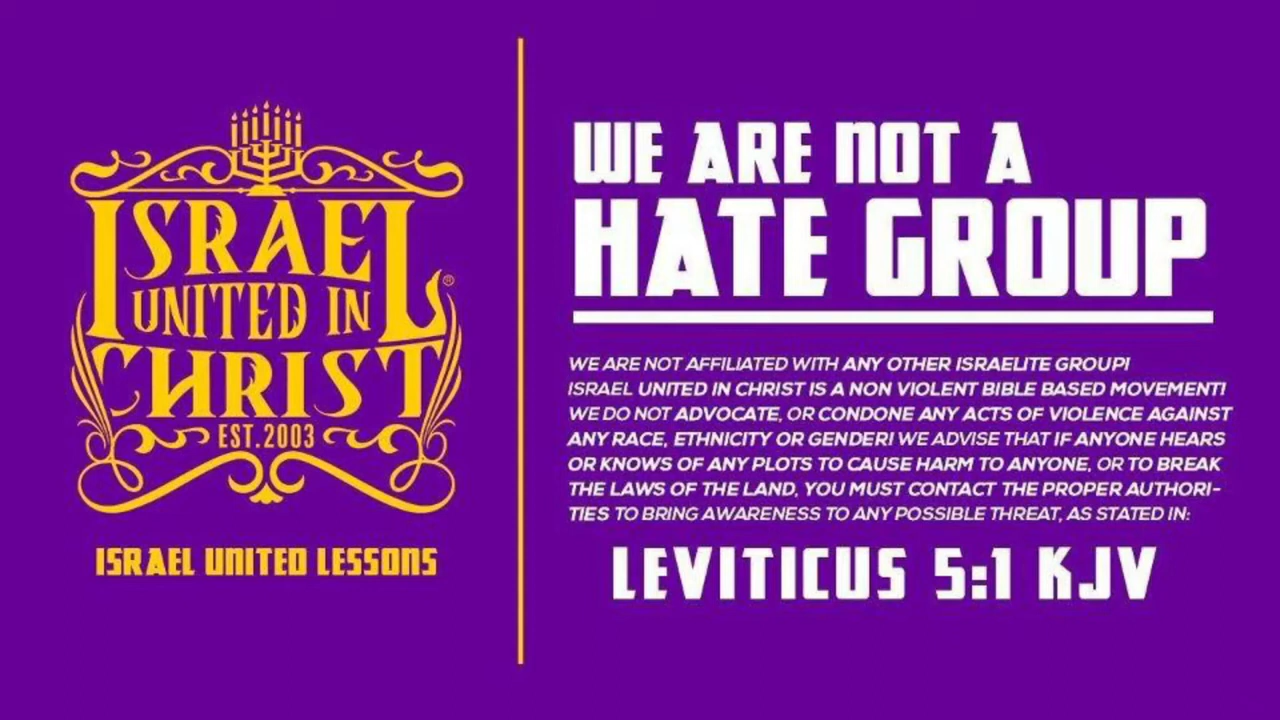 ISRAEL
UNITED IN
CHRIST®
EST.2003
ISRAEL UNITED LESSONS
WE ARE NOT A
HATE GROUP
WE ARE NOT AFFILIATED WITH ANY OTHER ISRAELITE GROUP!
ISRAEL UNITED IN CHRIST IS A NON VIOLENT BIBLE BASED MOVEMENT!
WE DO NOT ADVOCATE, OR CONDONE ANY ACTS OF VIOLENCE AGAINST
ANY RACE, ETHNICITY OR GENDER! WE ADVISE THAT IF ANYONE HEARS
OR KNOWS OF ANY PLOTS TO CAUSE HARM TO ANYONE, OR TO BREAK
THE LAWS OF THE LAND, YOU MUST CONTACT THE PROPER AUTHORI-
TIES TO BRING AWARENESS TO ANY POSSIBLE THREAT, AS STATED IN:
LEVITICUS 5:1 KJV